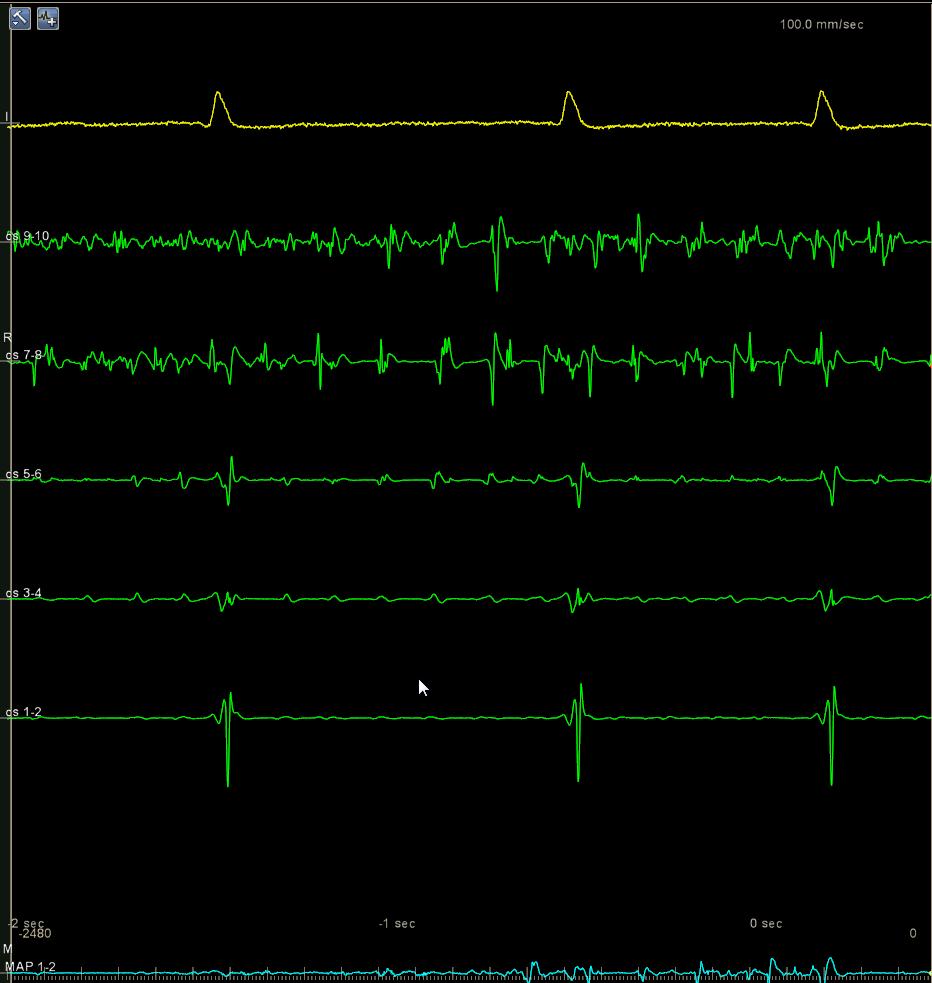 100.0 mm/sec
I
cs 9-10
R
cs 7-8
cs 5-6
cs 3-4
cs 1-2
-2 sec
-1 sec
0 sec
-2480
0
M
MAP 1-2